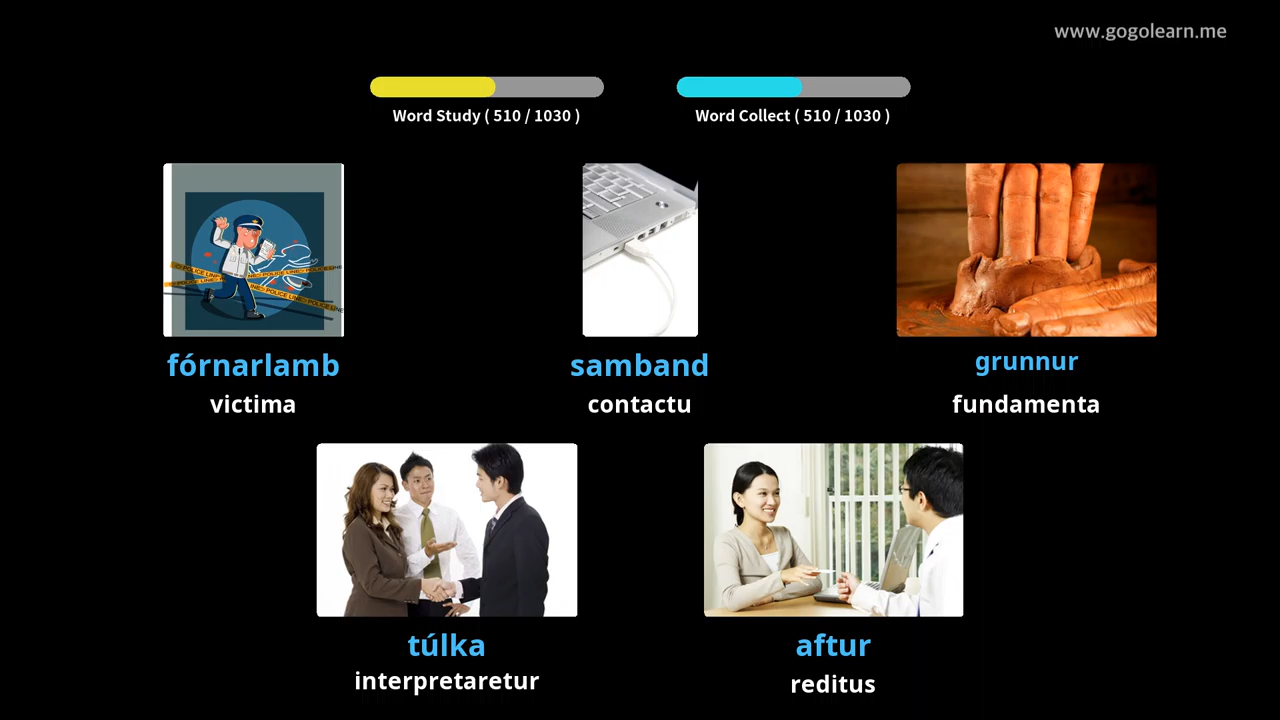 www.gogolearn.me
Word Study ( 510 / 1030 )
Word Collect ( 510 / 1030 )
fórnarlamb
victima
samband
contactu
grunnur
fundamenta
túlka
interpretaretur
aftur
reditus